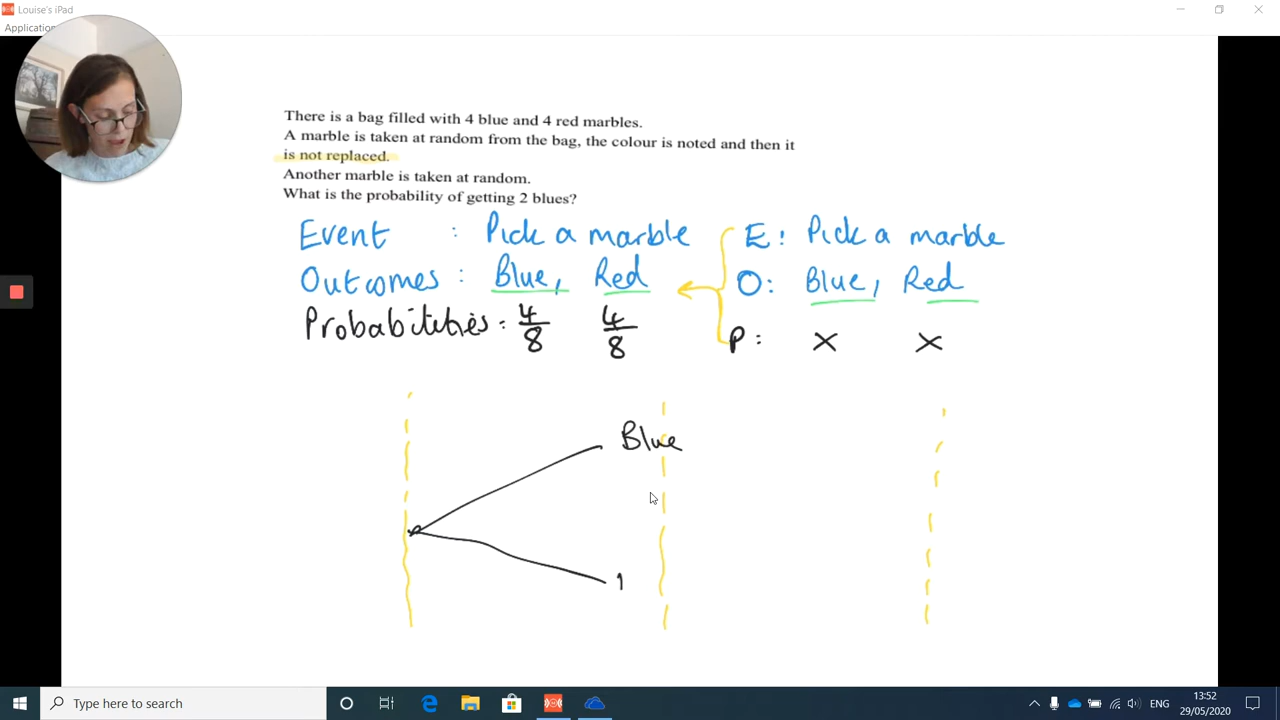 Louise's iPad
Application
There is a bag filled with 4 blue and 4 red marbles.
A marble is taken at random from the bag, the colour is noted and then it
is not replaced.
Another marble is taken at random.
What is the probability of getting 2 blues?
Event : Pick a marble
Outcomes : Blue, Red
Probabilities : 4/8 4/8
E : Pick a marble
O : Blue, Red
P : x x
Blue
Type here to search
ENG
13:52
29/05/2020